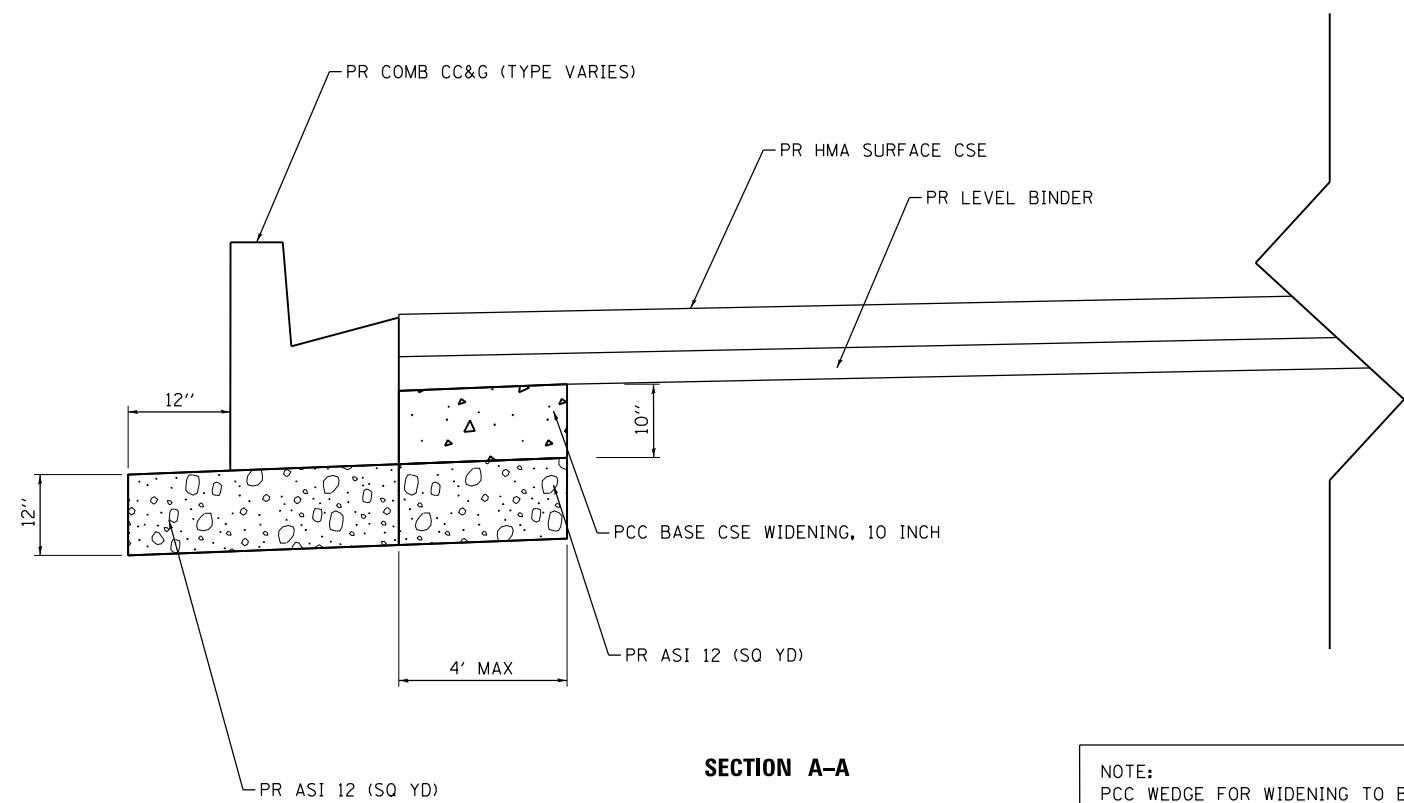 PR COMB CC&G (TYPE VARIES)
PR HMA SURFACE CSE
PR LEVEL BINDER
12''
10''
12''
PCC BASE CSE WIDENING, 10 INCH
PR ASI 12 (SQ YD)
4' MAX
SECTION A–A
PR ASI 12 (SQ YD)
NOTE:
PCC WEDGE FOR WIDENING TO